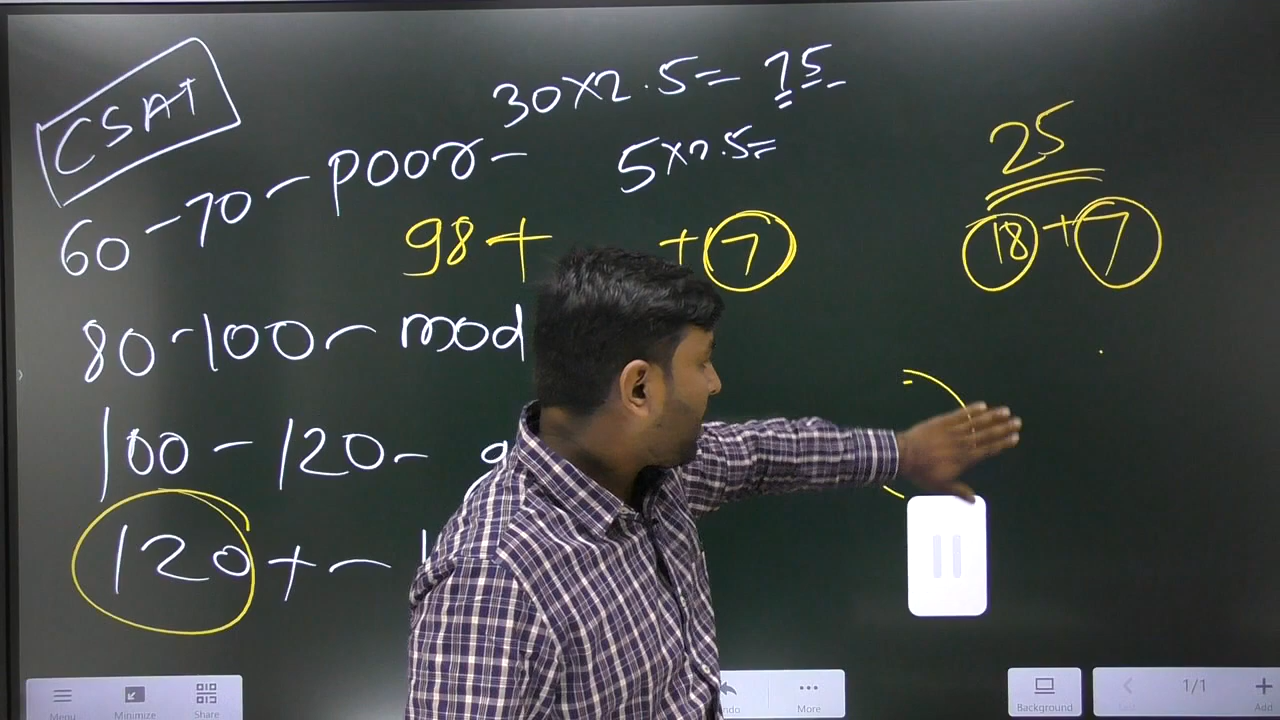 CSAT
30×2.5= 75
5×2.5=
60-70-poor-
25
98+ +7
18+7
80-100-mod
100-120-
120+-
Menu Minimize Share
More
Background
1/1
Add